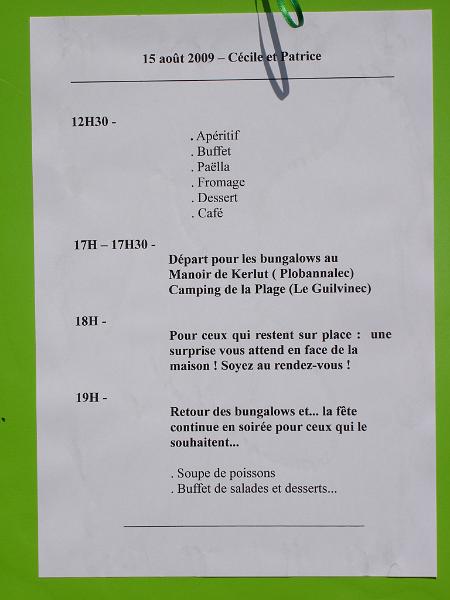 15 août 2009 – Cécile et Patrice
12H30 -
. Apéritif
. Buffet
. Paëlla
. Fromage
. Dessert
. Café
17H – 17H30 -
Départ pour les bungalows au
Manoir de Kerlut ( Plobannalec)
Camping de la Plage (Le Guilvinec)
18H -
Pour ceux qui restent sur place : une
surprise vous attend en face de la
maison ! Soyez au rendez-vous !
19H -
Retour des bungalows et... la fête
continue en soirée pour ceux qui le
souhaitent...
. Soupe de poissons
. Buffet de salades et desserts...